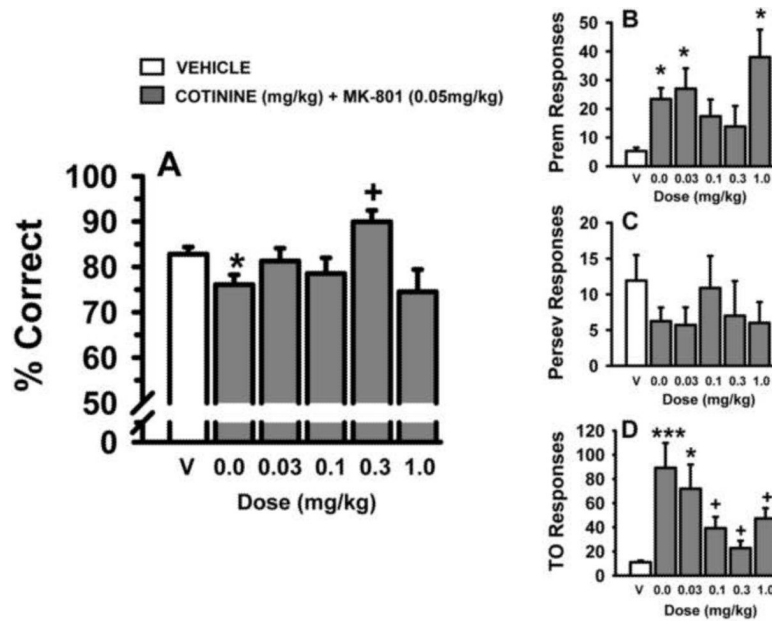 VEHICLE
COTININE (mg/kg) + MK-801 (0.05mg/kg)
A
% Correct
100
90
80
70
60
50
0
*
+
V 0.0 0.03 0.1 0.3 1.0
Dose (mg/kg)
B
Prem Responses
50
40
30
20
10
0
* * *
V 0.0 0.03 0.1 0.3 1.0
Dose (mg/kg)
C
Persev Responses
20
15
10
5
0
V 0.0 0.03 0.1 0.3 1.0
Dose (mg/kg)
D
TO Responses
120
100
80
60
40
20
0
*** * + + +
V 0.0 0.03 0.1 0.3 1.0
Dose (mg/kg)